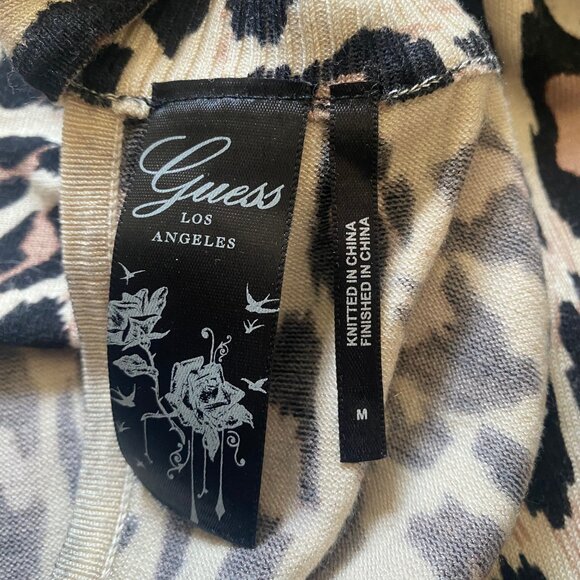 Guess
LOS
ANGELES
KNITTED IN CHINA
FINISHED IN CHINA
M